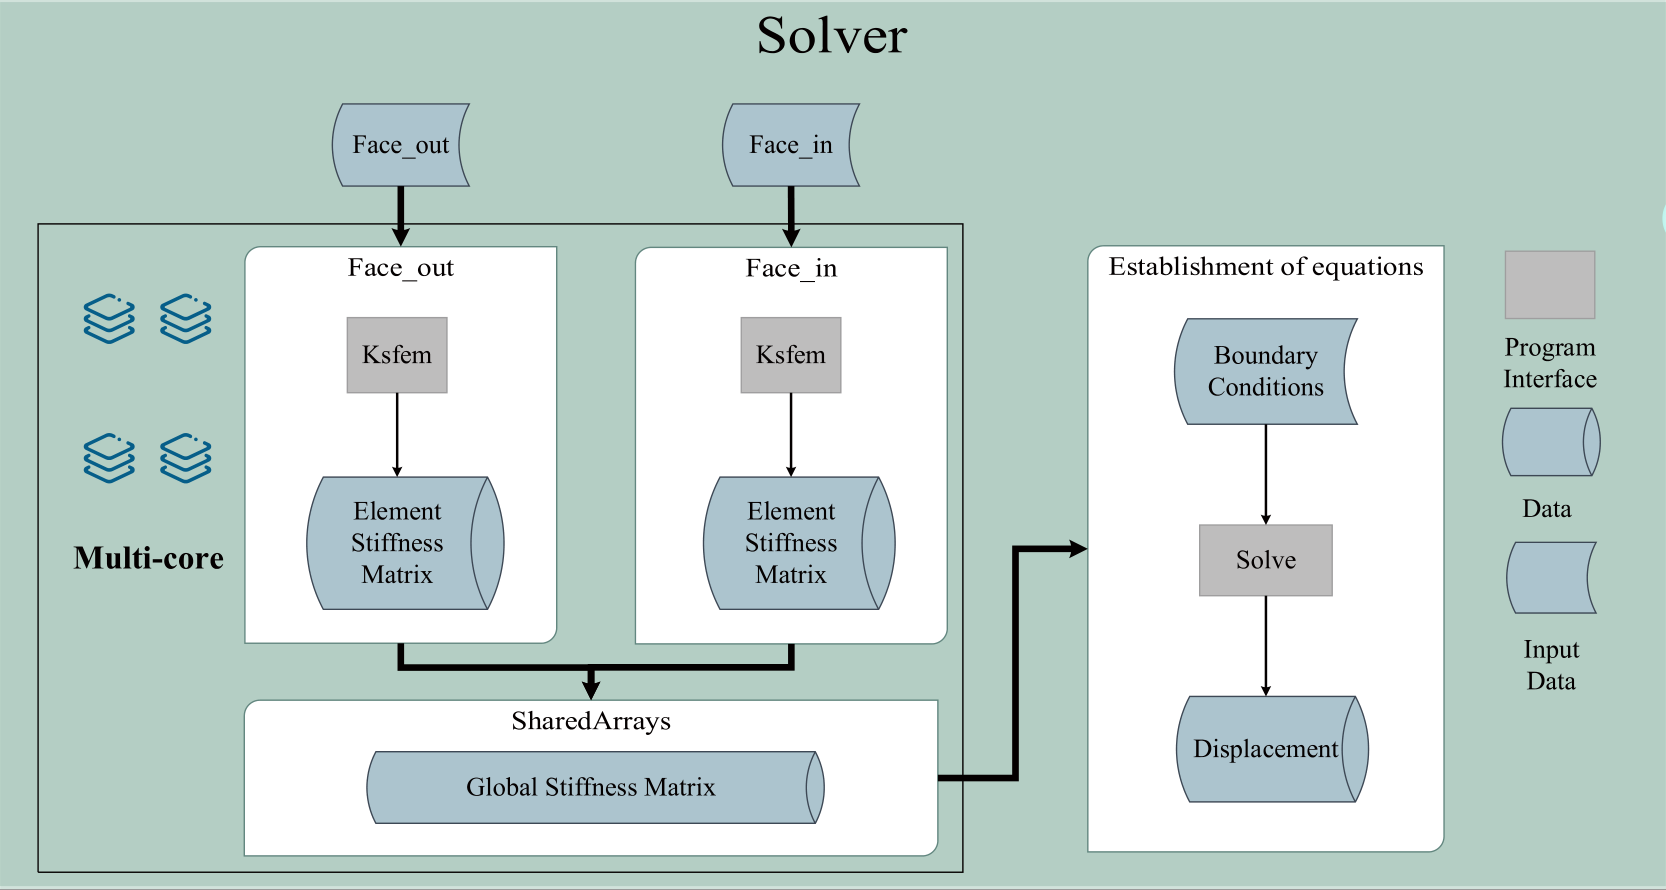 Solver
Face_out
Face_in
Face_out
Ksfem
Element
Stiffness
Matrix
Face_in
Ksfem
Element
Stiffness
Matrix
Multi-core
SharedArrays
Global Stiffness Matrix
Establishment of equations
Boundary
Conditions
Solve
Displacement
Program
Interface
Data
Input
Data